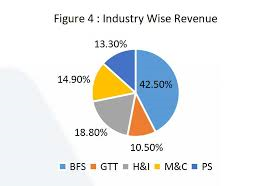 Figure 4 : Industry Wise Revenue
13.30%
14.90%
42.50%
18.80%
10.50%
BFS GTT H&I M&C PS